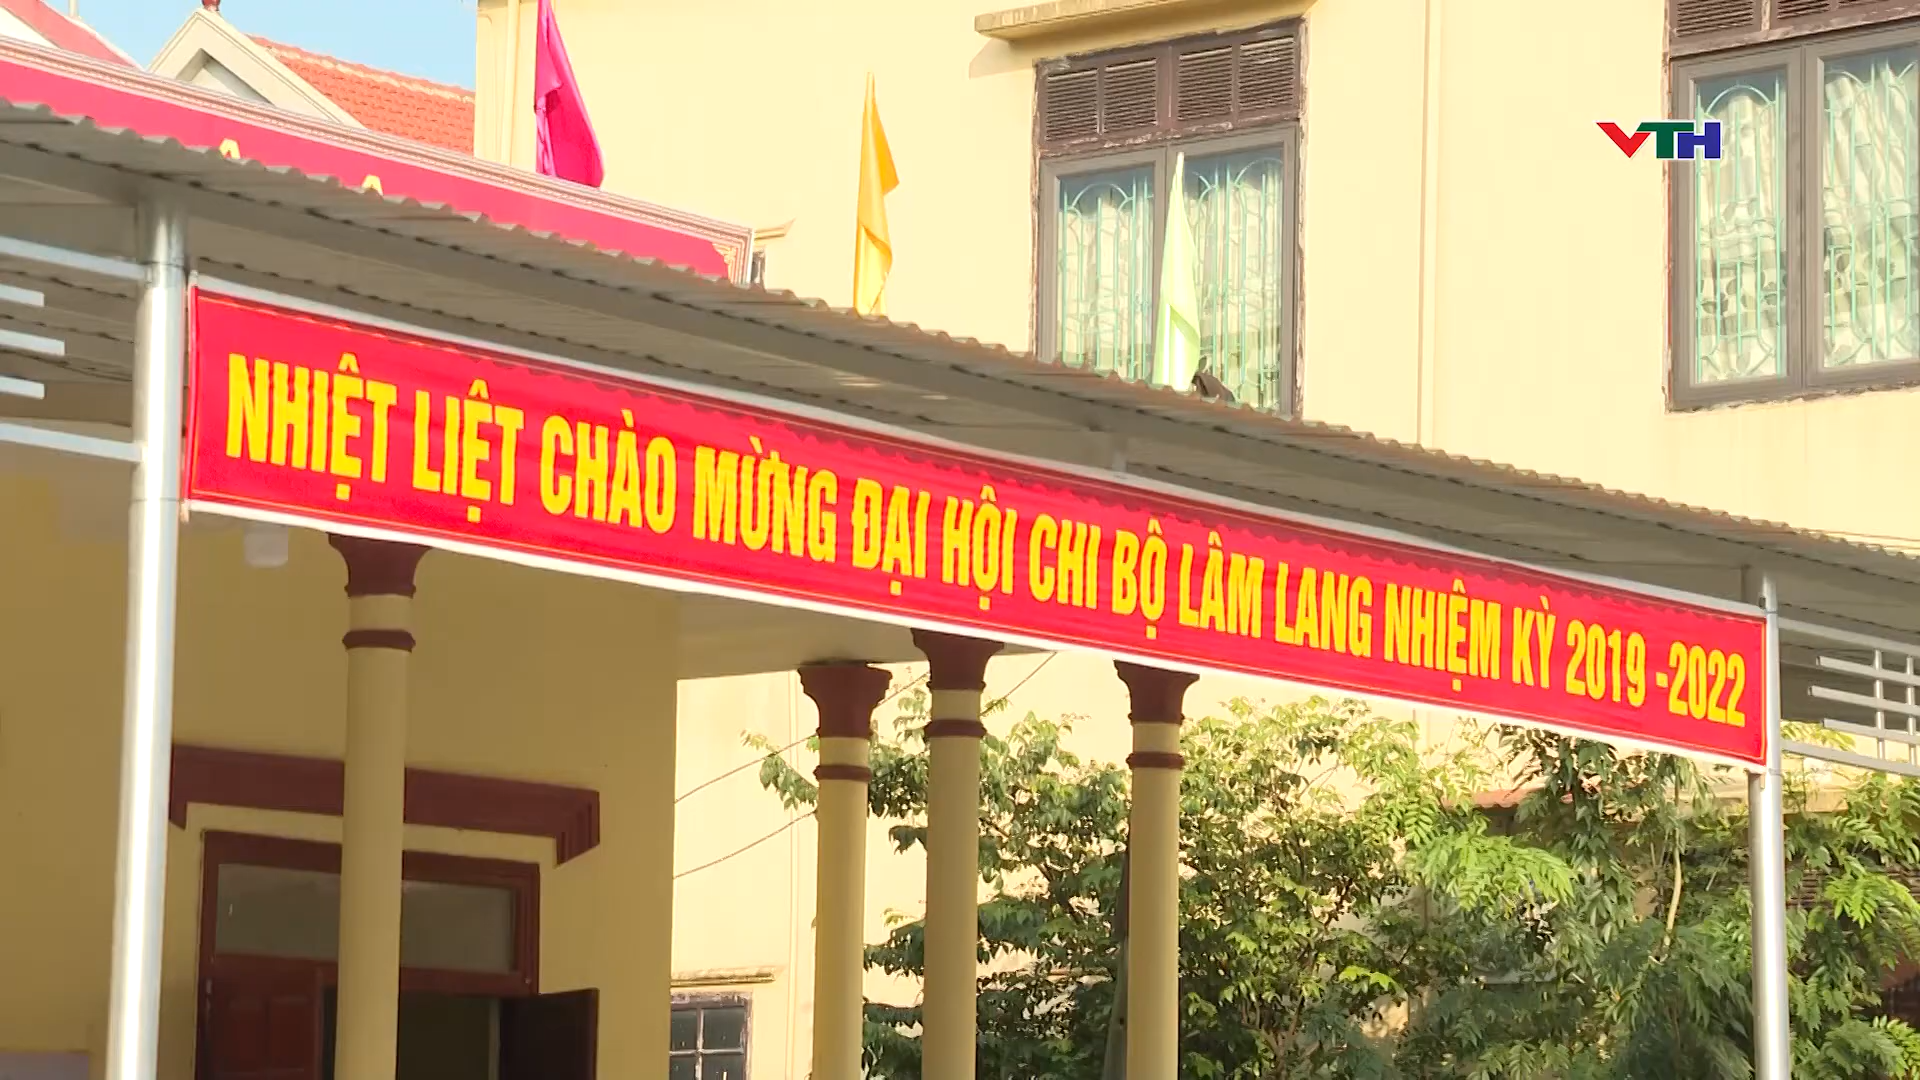 VTH
NHIỆT LIỆT CHÀO MỪNG ĐẠI HỘI CHI BỘ LÂM LANG NHIỆM KỲ 2019 -2022